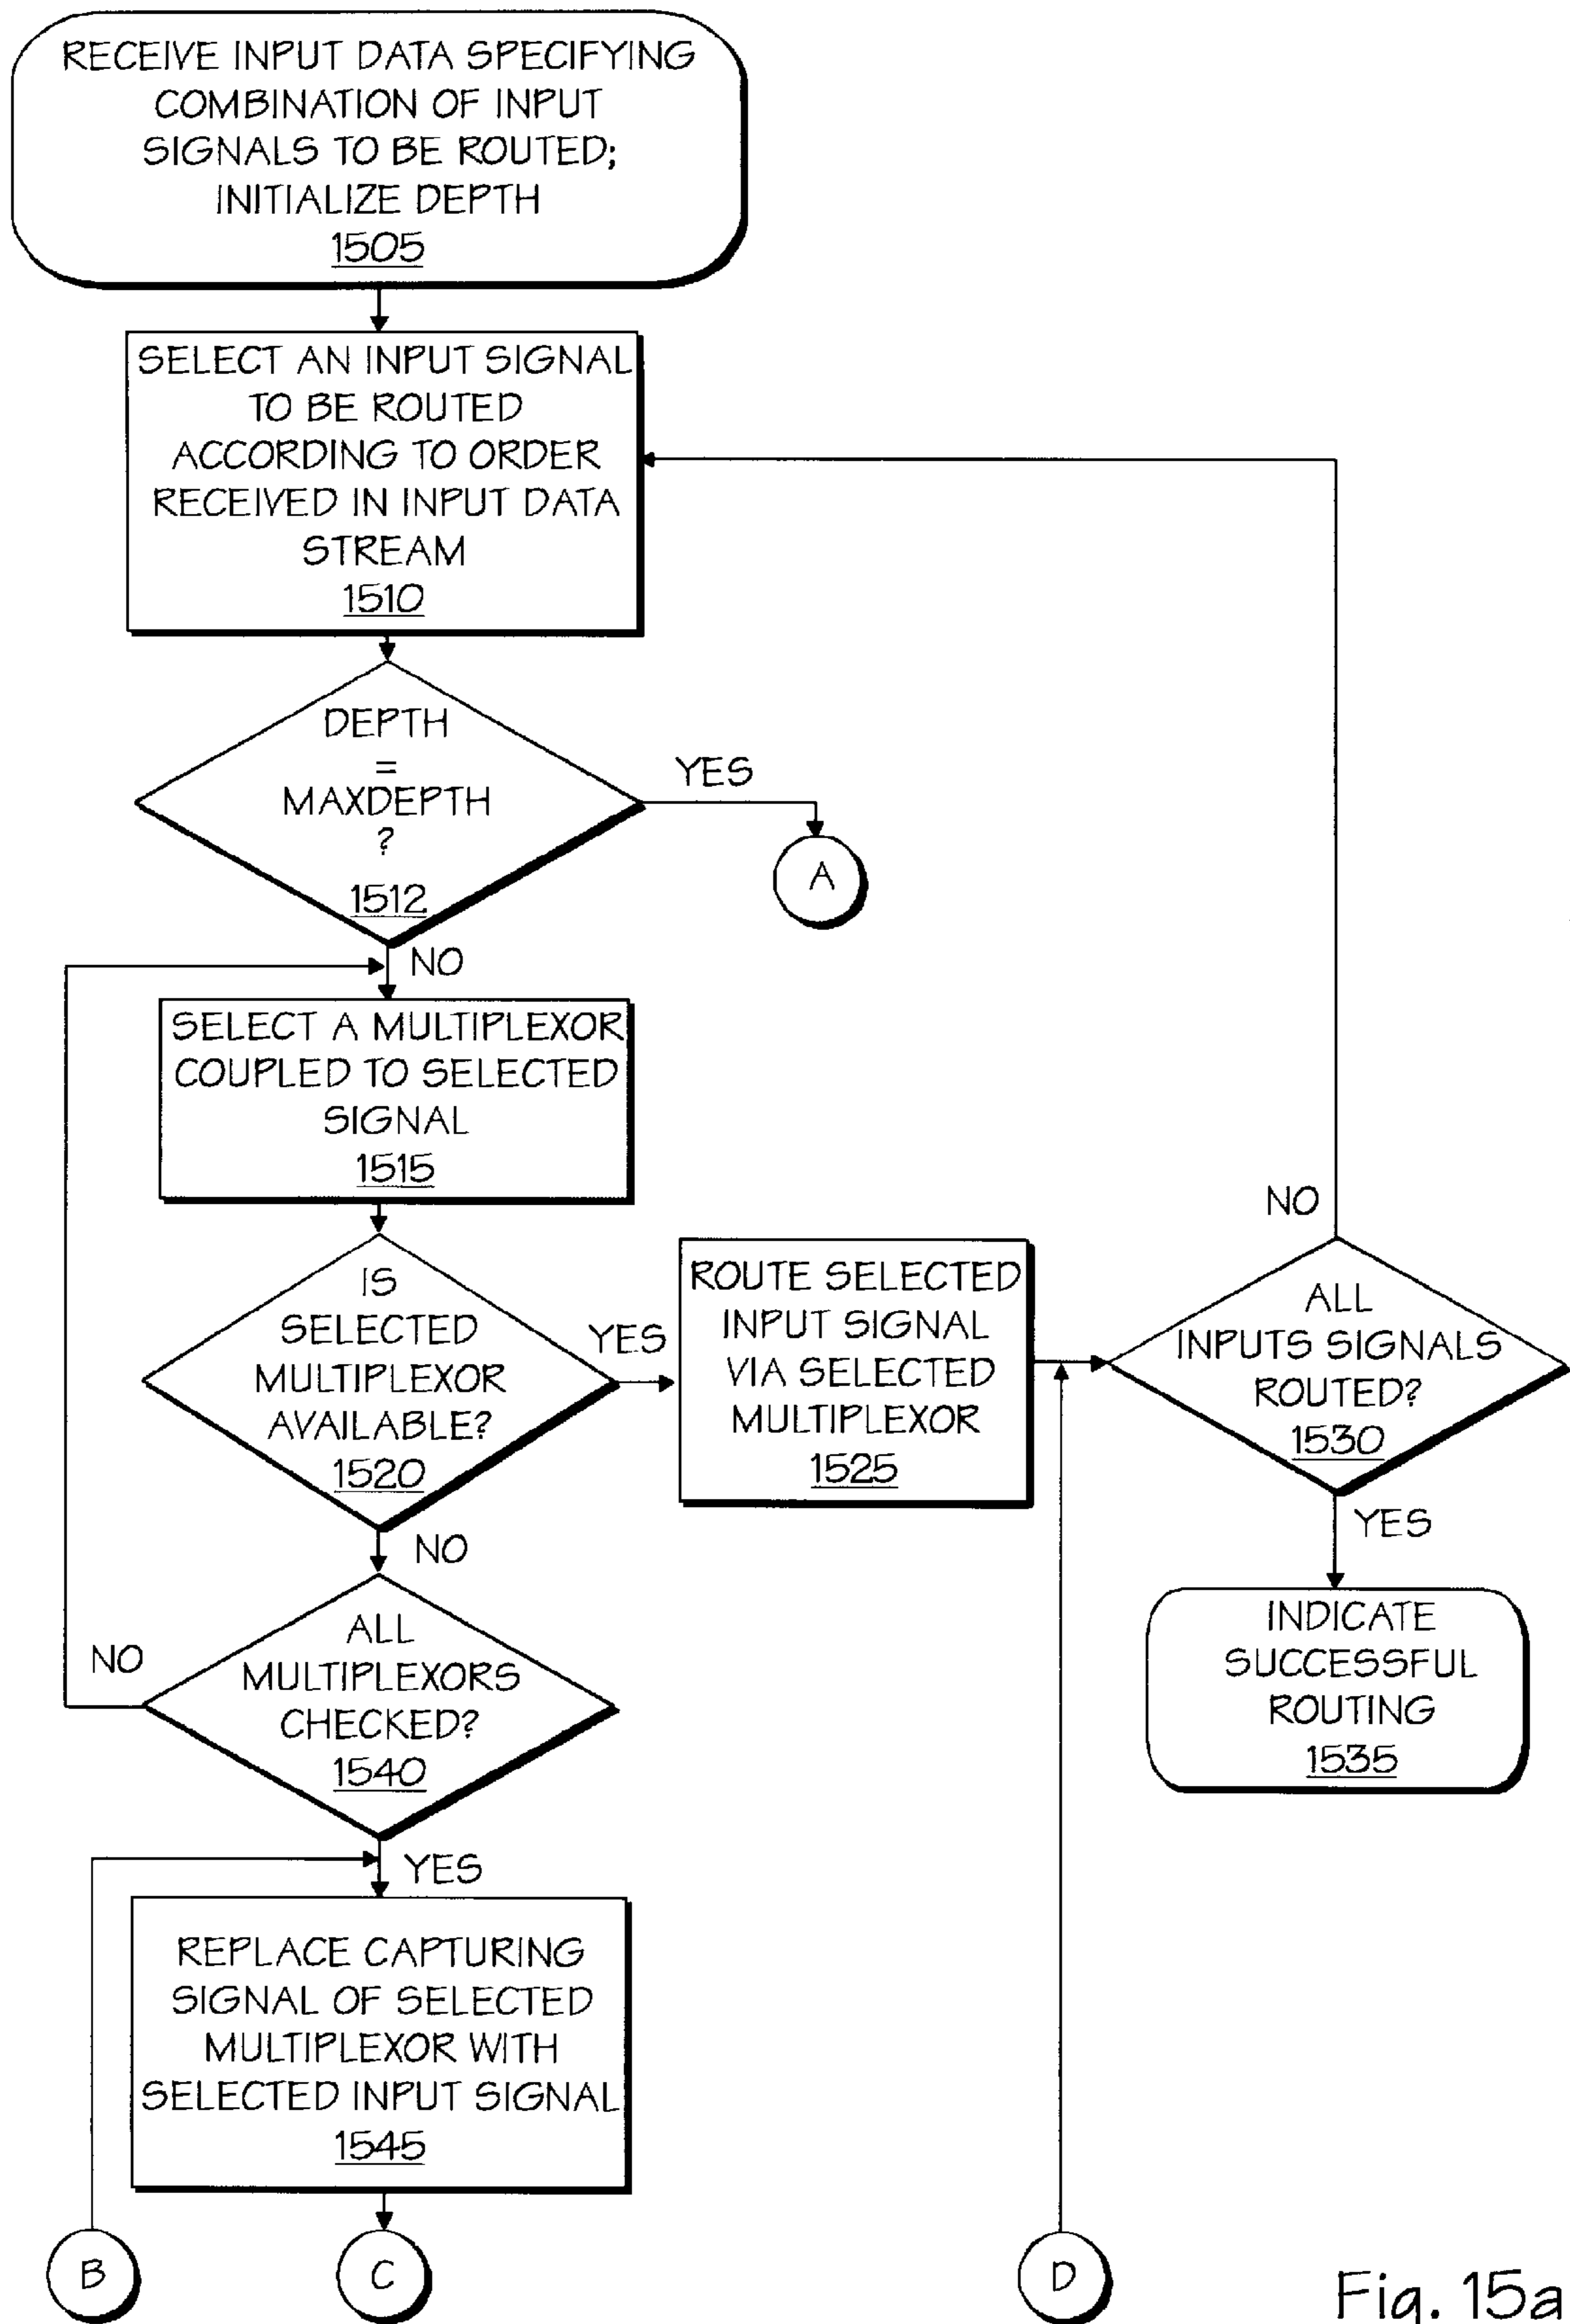 RECEIVE INPUT DATA SPECIFYING
COMBINATION OF INPUT
SIGNALS TO BE ROUTED;
INITIALIZE DEPTH
1505
SELECT AN INPUT SIGNAL
TO BE ROUTED
ACCORDING TO ORDER
RECEIVED IN INPUT DATA
STREAM
1510
DEPTH
=
MAXDEPTH
?
1512
YES
A
NO
SELECT A MULTIPLEXOR
COUPLED TO SELECTED
SIGNAL
1515
IS
SELECTED
MULTIPLEXOR
AVAILABLE?
1520
YES
ROUTE SELECTED
INPUT SIGNAL
VIA SELECTED
MULTIPLEXOR
1525
NO
ALL
INPUTS SIGNALS
ROUTED?
1530
YES
INDICATE
SUCCESSFUL
ROUTING
1535
NO
ALL
MULTIPLEXORS
CHECKED?
1540
NO
YES
REPLACE CAPTURING
SIGNAL OF SELECTED
MULTIPLEXOR WITH
SELECTED INPUT SIGNAL
1545
B
C
D
Fig. 15a